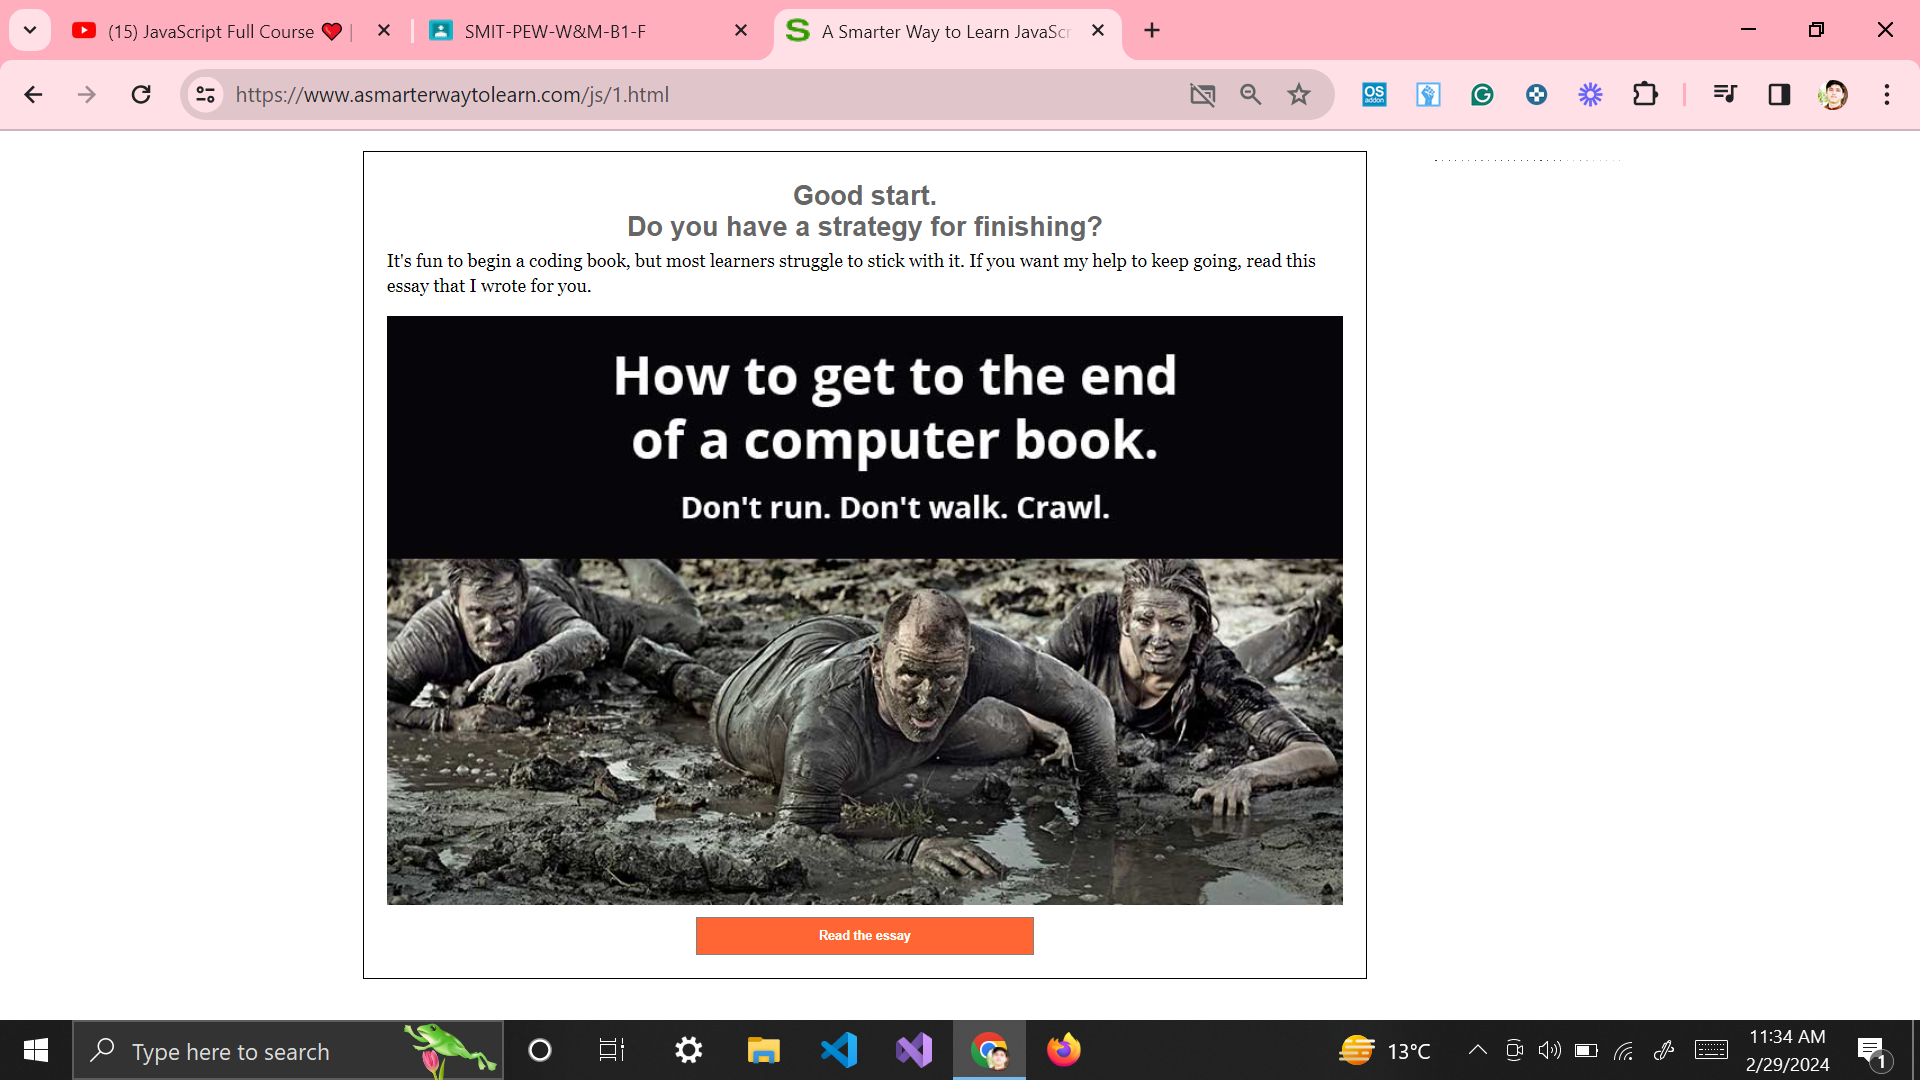 (15) JavaScript Full Course ❤️ |
SMIT-PEW-W&M-B1-F
A Smarter Way to Learn JavaScr
https://www.asmarterwaytolearn.com/js/1.html
OS
addon
Good start.
Do you have a strategy for finishing?
It's fun to begin a coding book, but most learners struggle to stick with it. If you want my help to keep going, read this
essay that I wrote for you.
How to get to the end
of a computer book.
Don't run. Don't walk. Crawl.
Read the essay
Type here to search
13°C
11:34 AM
2/29/2024
1